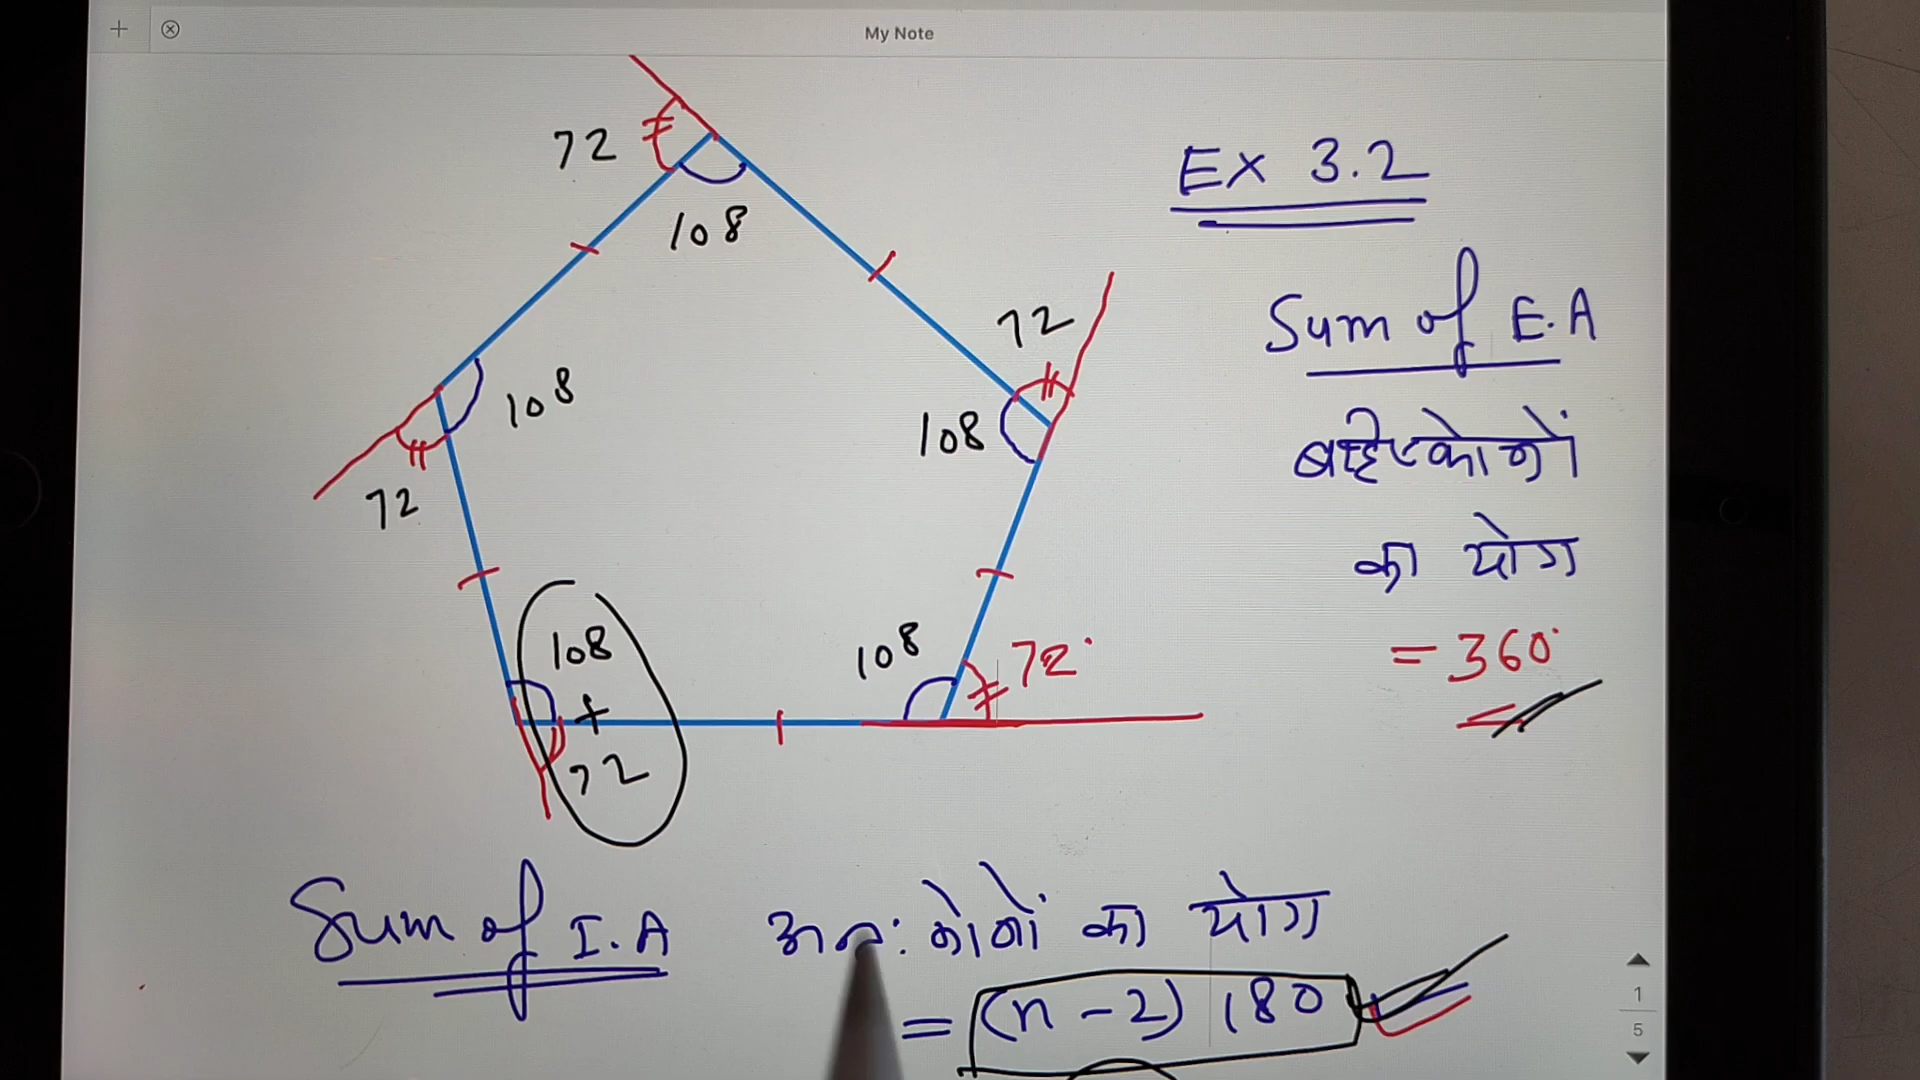 My Note
72
108
Ex 3.2
72
Sum of E.A
108
108
बहिष्कोणों
72
का योग
108
108
72°
= 360°
+
72
Sum of I.A अन्तः कोणों का योग
= (n - 2) 180
1
5